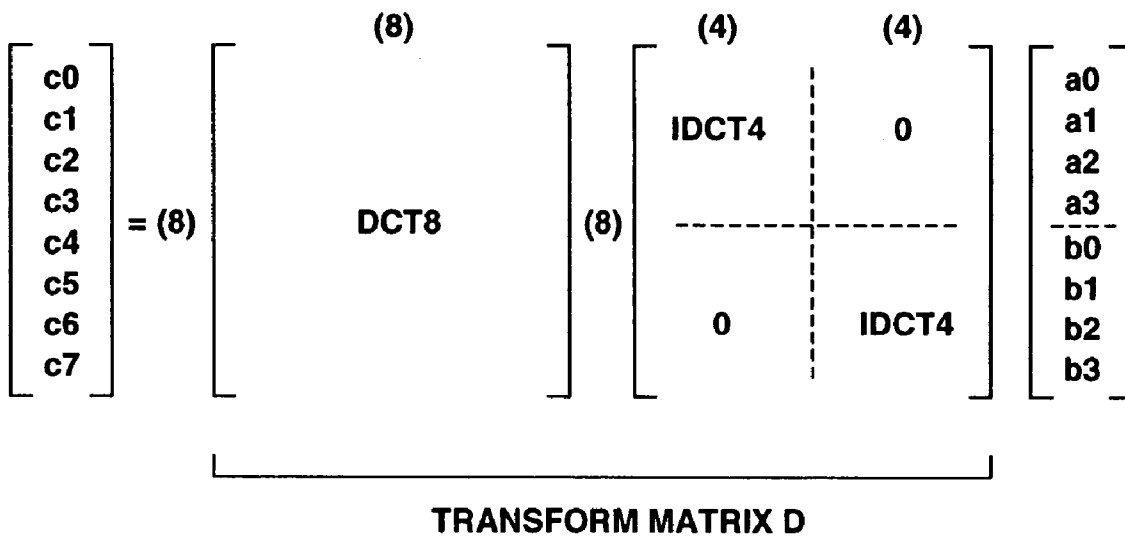 (8) (4) (4)
c0 a0
c1 IDCT4 0 a1
c2 a2
c3 a3
= (8) DCT8 (8)
c4 b0
c5 b1
c6 0 IDCT4 b2
c7 b3
TRANSFORM MATRIX D